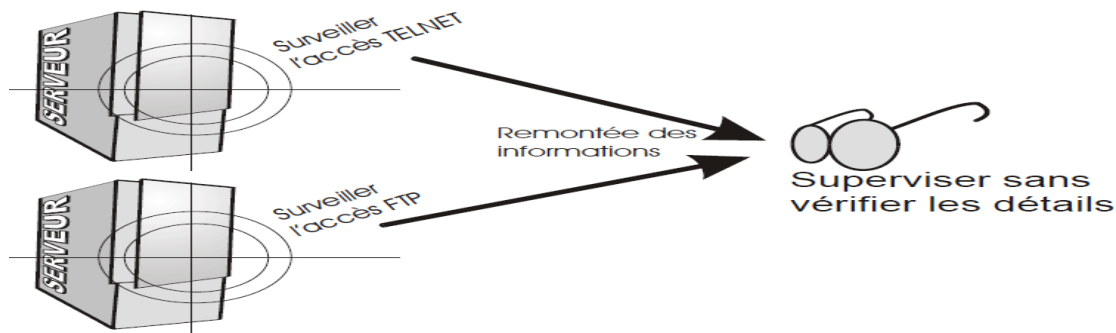 SERVEUR
Surveiller
l'accès TELNET
Remontée des
informations
Superviser sans
vérifier les détails
SERVEUR
Surveiller
l'accès FTP